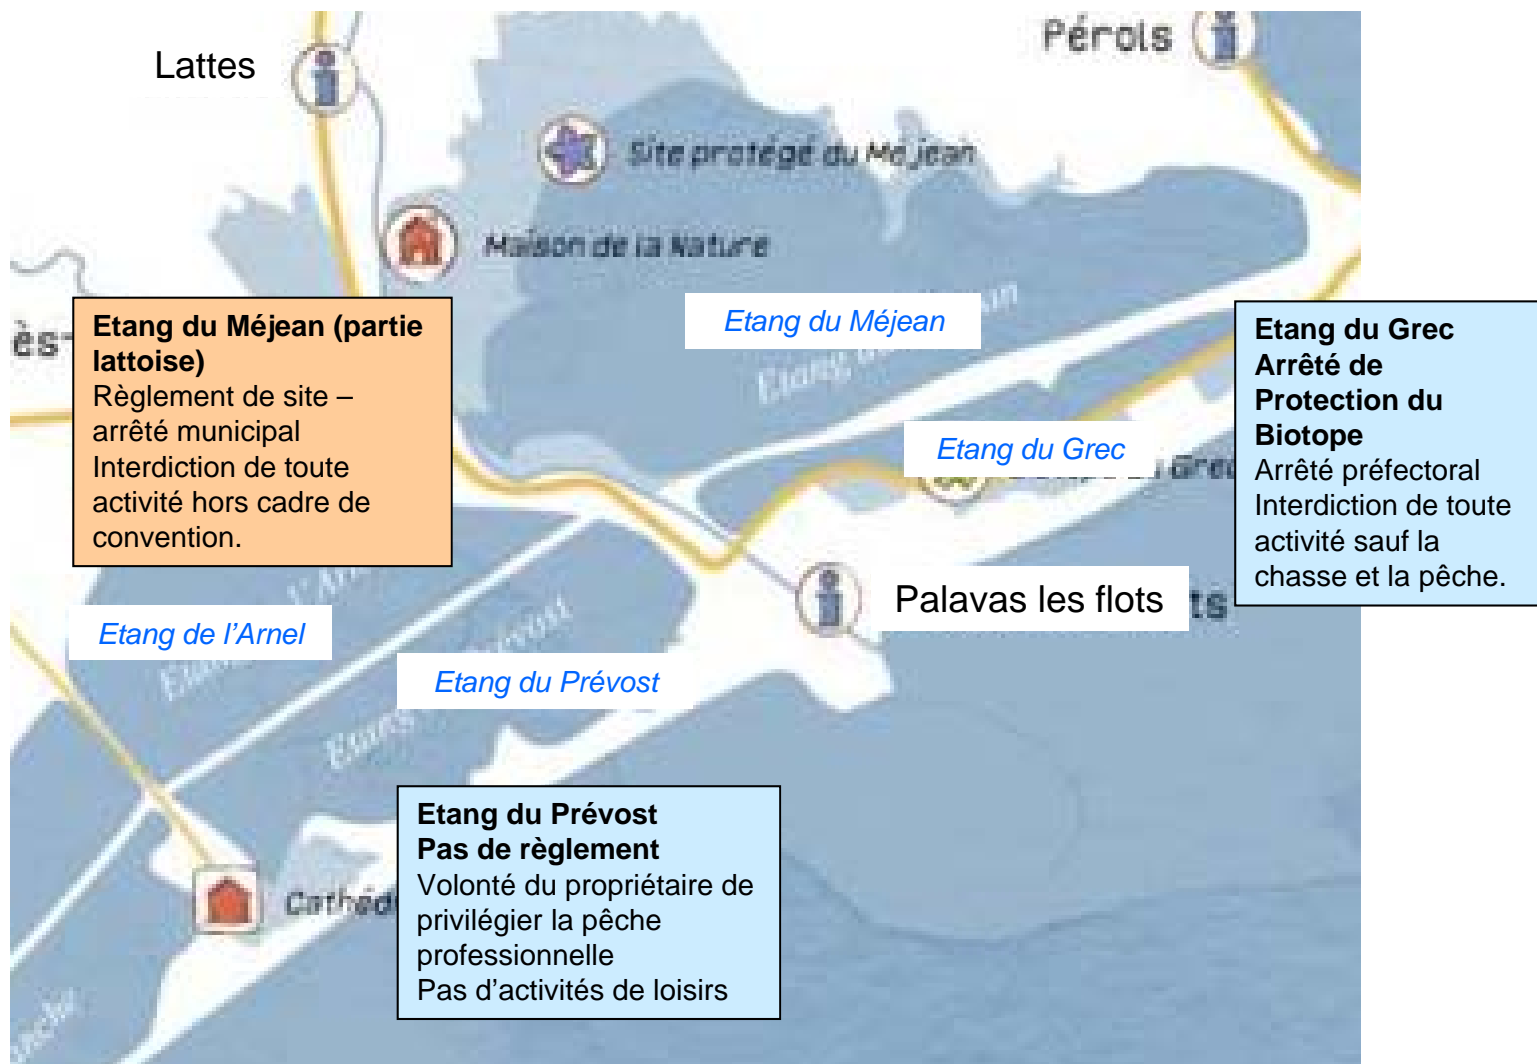 Lattes
Pérols
Site protégé du Méjean
Maison de la Nature
Etang du Méjean
Etang du Méjean (partie
lattoise)
Règlement de site –
arrêté municipal
Interdiction de toute
activité hors cadre de
convention.
Etang du Grec
Arrêté de
Protection du
Biotope
Arrêté préfectoral
Interdiction de toute
activité sauf la
chasse et la pêche.
Etang du Grec
Grec
Palavas les flots
ts
Etang de l'Arnel
Etang du Prévost
Etang
Etang du Prévost
Pas de règlement
Volonté du propriétaire de
privilégier la pêche
professionnelle
Pas d'activités de loisirs